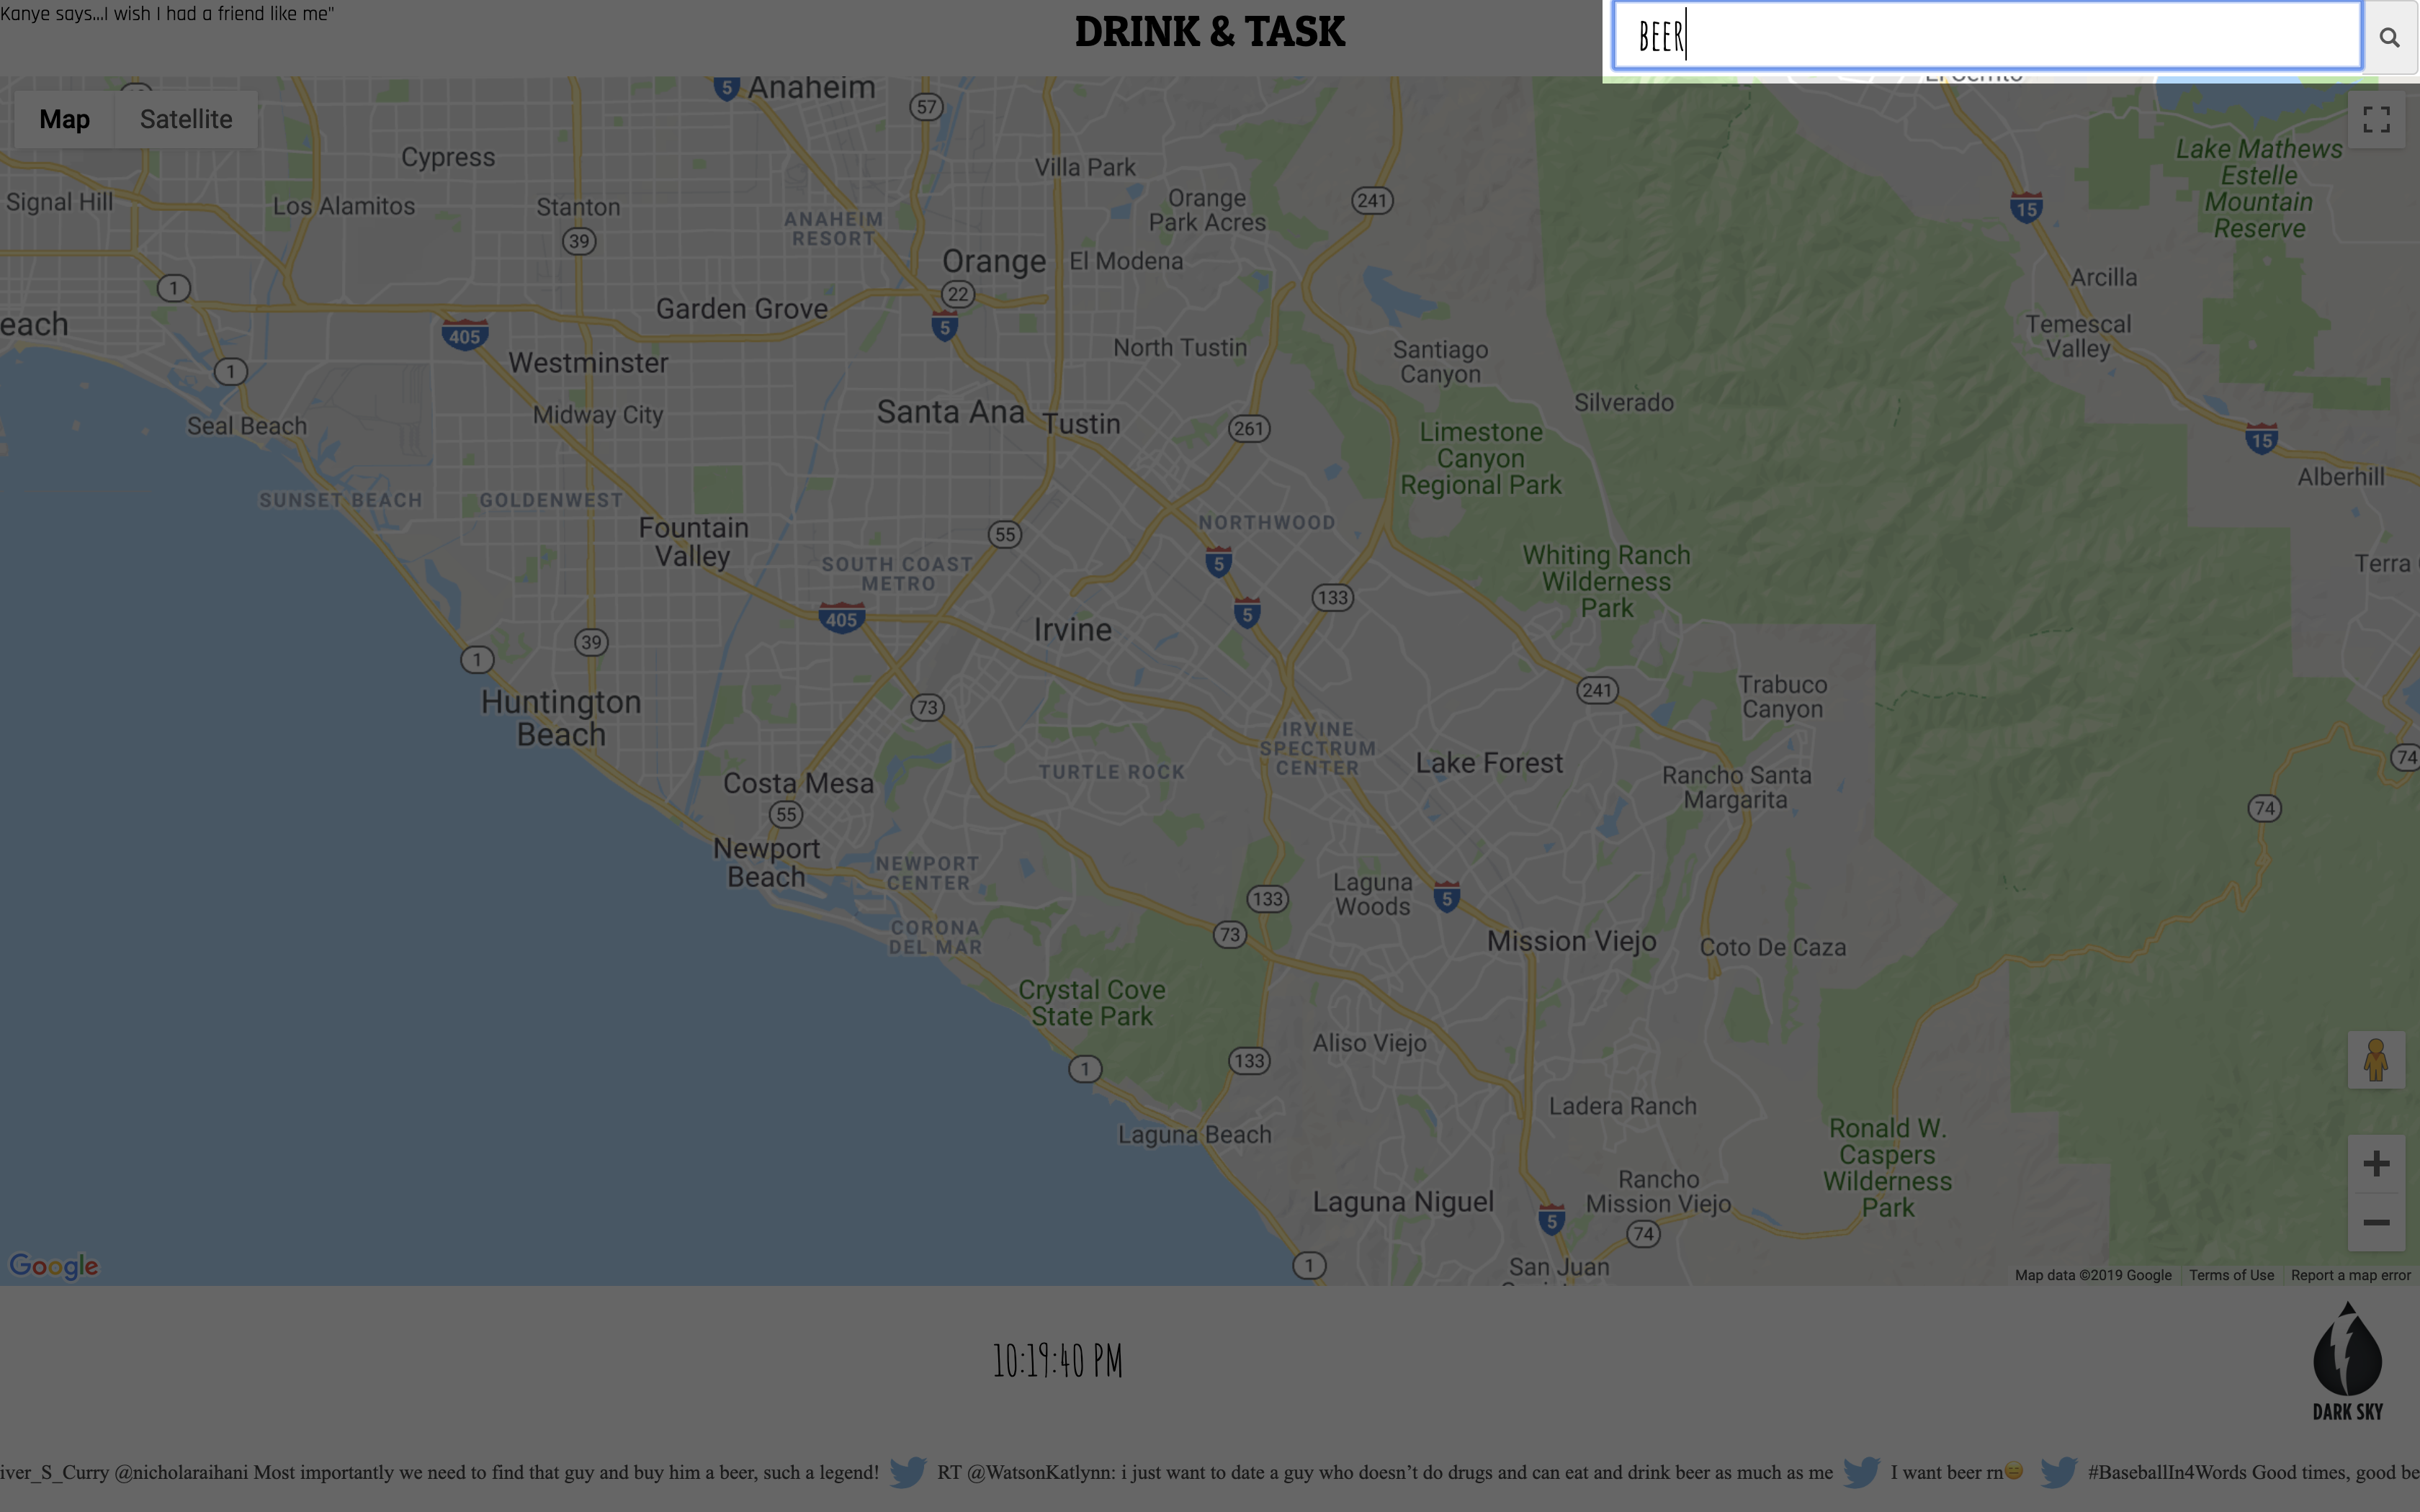 Kanye says...I wish I had a friend like me"
DRINK & TASK
BEER
Map
Satellite
Anaheim
5
57
Cypress
Villa Park
Signal Hill
Los Alamitos
Stanton
ANAHEIM
RESORT
Orange
Park Acres
241
15
Lake Mathews
Estelle
Mountain
Reserve
39
Orange
El Modena
Arcilla
1
22
Garden Grove
5
each
405
Temescal
Valley
Westminster
North Tustin
Santiago
Canyon
1
Midway City
Santa Ana
Tustin
Silverado
Seal Beach
261
Limestone
Canyon
Regional Park
15
Alberhill
SUNSET BEACH
GOLDENWEST
Fountain
Valley
55
NORTHWOOD
SOUTH COAST
METRO
5
Whiting Ranch
Wilderness
Park
Terra
405
Irvine
5
133
39
1
Huntington
Beach
73
241
Trabuco
Canyon
IRVINE
SPECTRUM
CENTER
Lake Forest
74
TURTLE ROCK
Costa Mesa
55
Rancho Santa
Margarita
74
Newport
Beach
NEWPORT
CENTER
Laguna
Woods
5
133
CORONA
DEL MAR
73
Mission Viejo
Coto De Caza
Crystal Cove
State Park
Aliso Viejo
133
1
Ladera Ranch
Laguna Beach
Ronald W.
Caspers
Wilderness
Park
Laguna Niguel
Rancho
Mission Viejo
5
74
1
San Juan
Google
Map data ©2019 Google
Terms of Use
Report a map error
10:19:40 PM
DARK SKY
iver_S_Curry @nicholaraihani Most importantly we need to find that guy and buy him a beer, such a legend! RT @WatsonKatlynn: i just want to date a guy who doesn’t do drugs and can eat and drink beer as much as me I want beer rn😑 #BaseballIn4Words Good times, good be